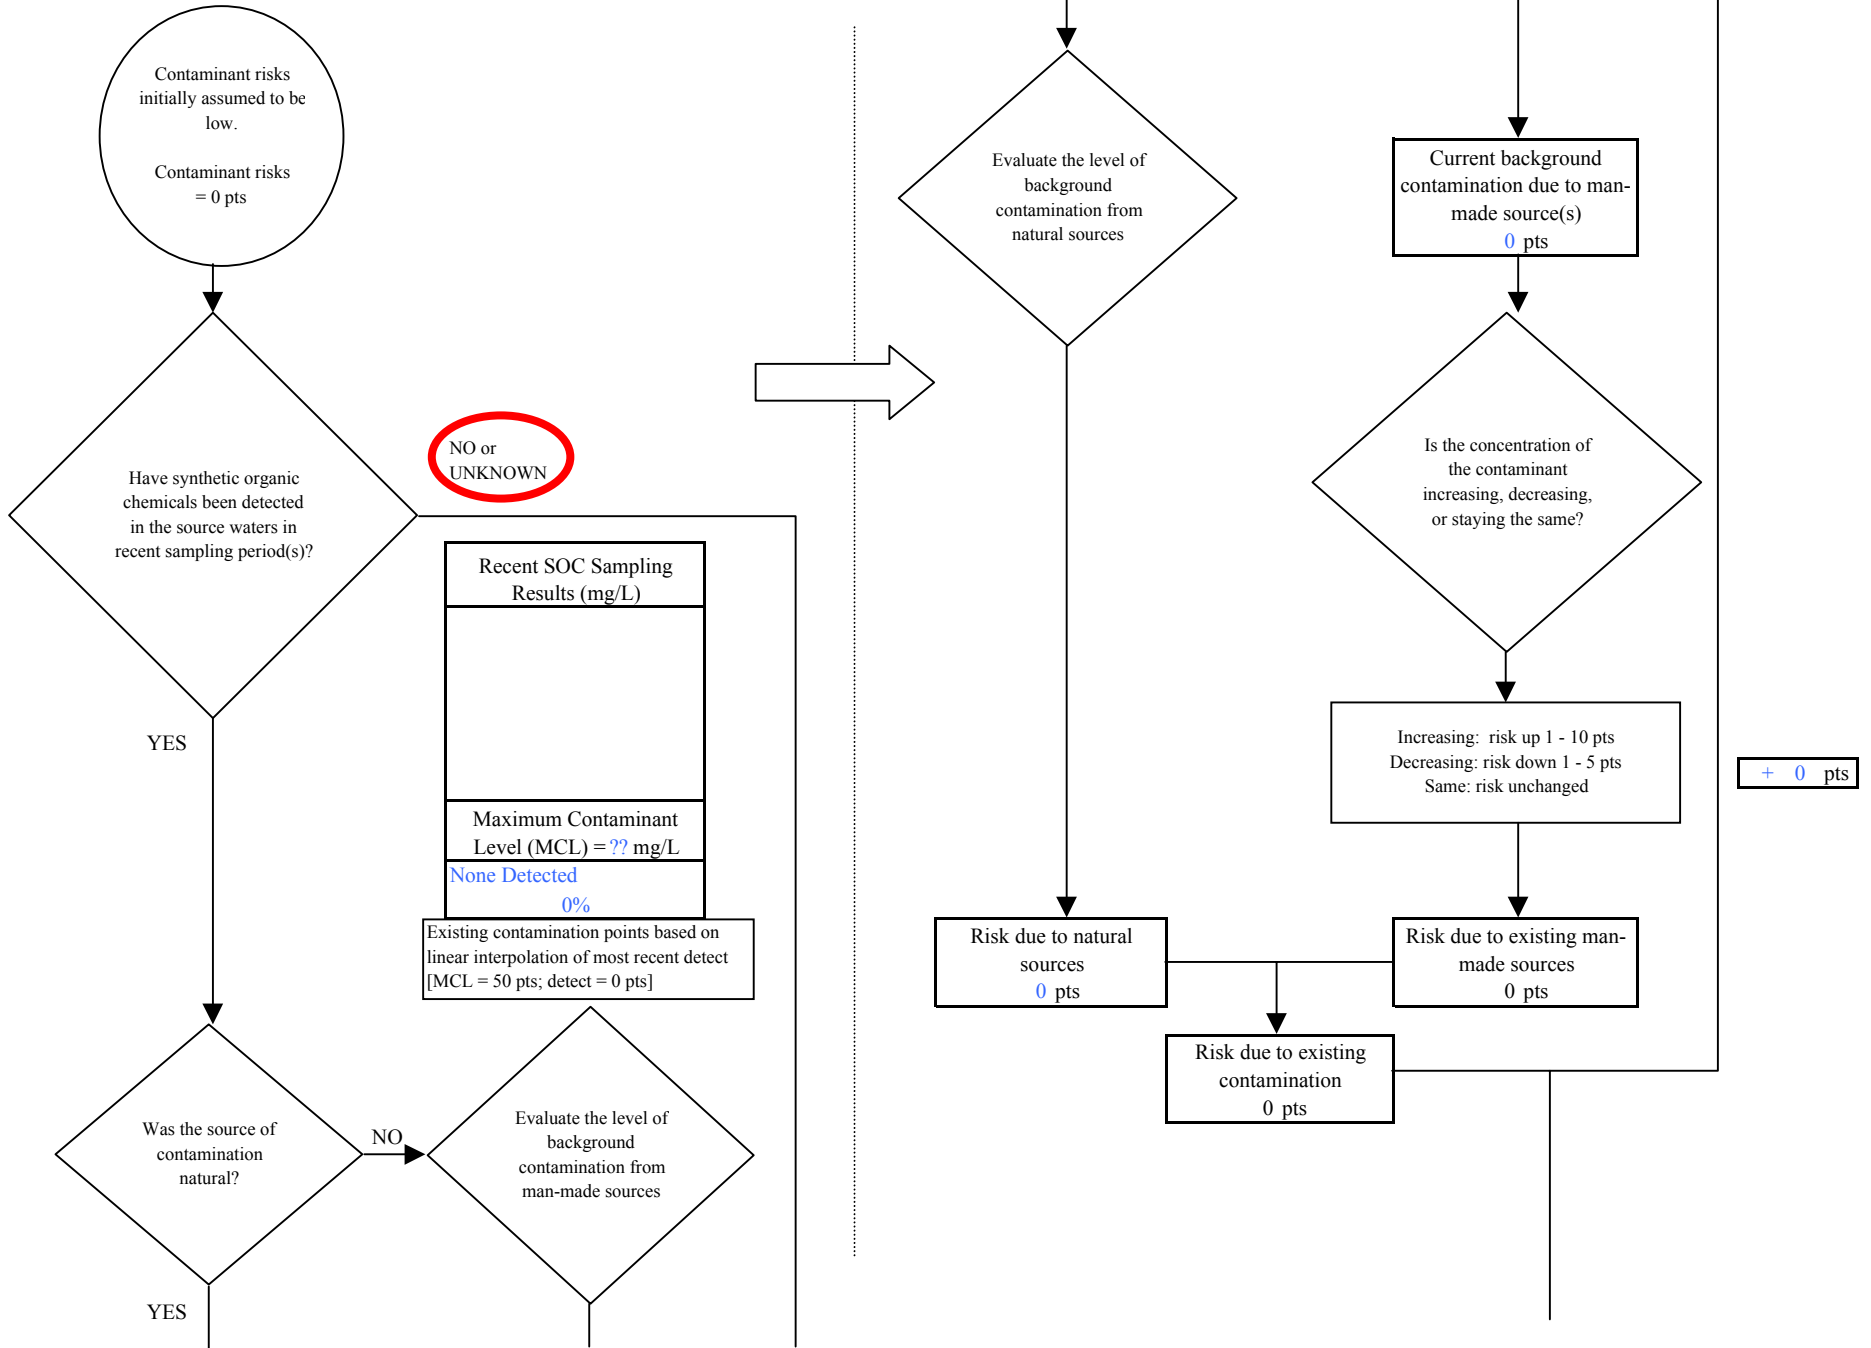 Contaminant risks
initially assumed to be
low.
Contaminant risks
= 0 pts
Have synthetic organic
chemicals been detected
in the source waters in
recent sampling period(s)?
NO or
UNKNOWN
YES
Recent SOC Sampling
Results (mg/L)
Maximum Contaminant
Level (MCL) = ?? mg/L
None Detected
0%
Existing contamination points based on
linear interpolation of most recent detect
[MCL = 50 pts; detect = 0 pts]
Was the source of
contamination
natural?
NO
YES
Evaluate the level of
background
contamination from
man-made sources
Evaluate the level of
background
contamination from
natural sources
Current background
contamination due to man-
made source(s)
0 pts
Is the concentration of
the contaminant
increasing, decreasing,
or staying the same?
Increasing: risk up 1 - 10 pts
Decreasing: risk down 1 - 5 pts
Same: risk unchanged
+ 0 pts
Risk due to natural
sources
0 pts
Risk due to existing man-
made sources
0 pts
Risk due to existing
contamination
0 pts